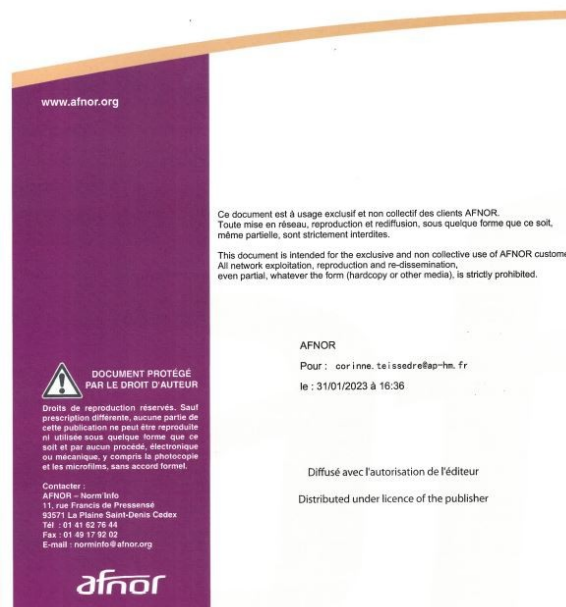 www.afnor.org
Ce document est à usage exclusif et non collectif des clients AFNOR.
Toute mise en réseau, reproduction et rediffusion, sous quelque forme que ce soit,
même partielle, sont strictement interdites.
This document is intended for the exclusive and non collective use of AFNOR custome
All network exploitation, reproduction and re-dissemination,
even partial, whatever the form (hardcopy or other media), is strictly prohibited.
AFNOR
Pour : corinne.teissedre@ap-hm.fr
le : 31/01/2023 à 16:36
DOCUMENT PROTÉGÉ
PAR LE DROIT D'AUTEUR
Droits de reproduction réservés. Sauf
prescription différente, aucune partie de
cette publication ne peut être reproduite
ni utilisée sous quelque forme que ce
soit et par aucun procédé, électronique
ou mécanique, y compris la photocopie
et les microfilms, sans accord formel.
Contacter :
AFNOR – Norm'Info
11, rue Francis de Pressensé
93571 La Plaine Saint-Denis Cedex
Tél : 01 41 62 76 44
Fax : 01 49 17 92 02
E-mail : norminfo@afnor.org
Diffusé avec l'autorisation de l'éditeur
Distributed under licence of the publisher
afnor